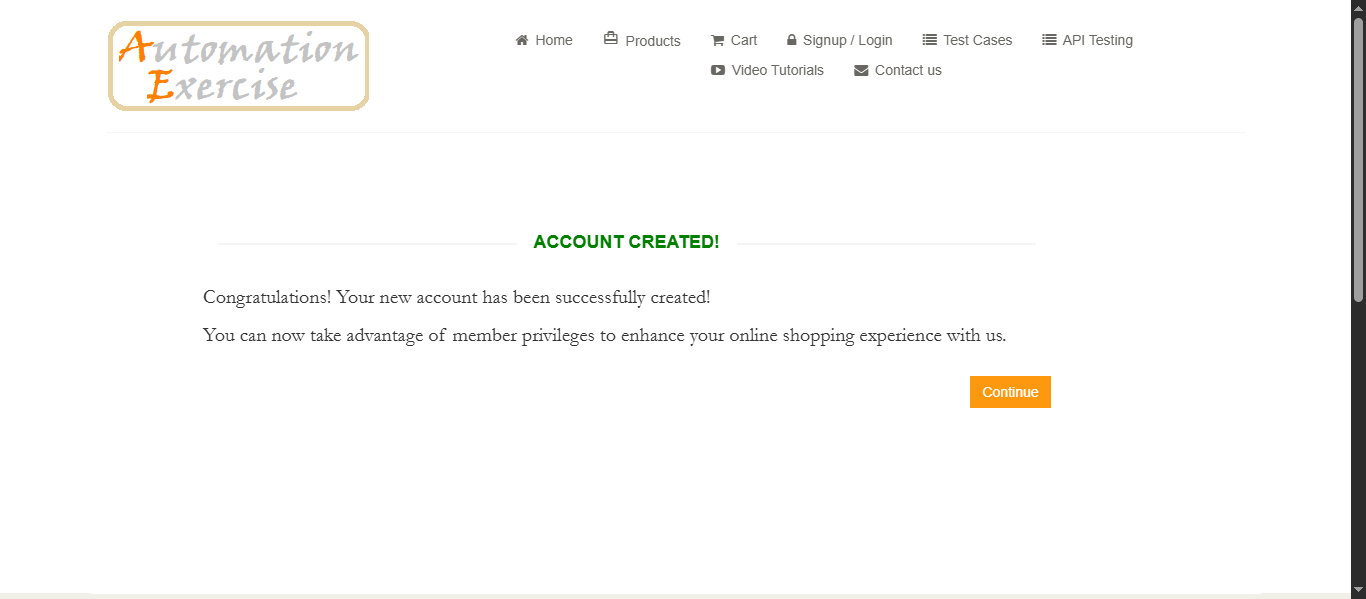 Automation
Exercise
Home Products Cart Signup / Login Test Cases API Testing
Video Tutorials Contact us
ACCOUNT CREATED!
Congratulations! Your new account has been successfully created!
You can now take advantage of member privileges to enhance your online shopping experience with us.
Continue